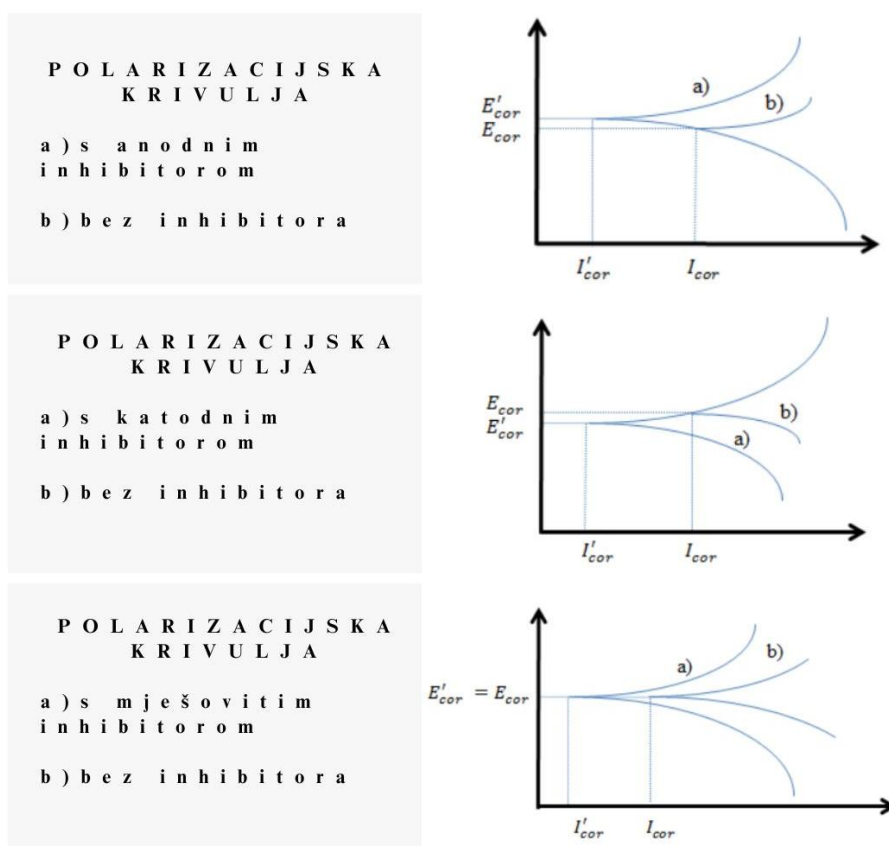 POLARIZACIJSKA
KRIVULJA
a)s anodnim
inhibitorom
b)bez inhibitora
a)
b)
E'cor
Ecor
I'cor Icor
POLARIZACIJSKA
KRIVULJA
a)s katodnim
inhibitorom
b)bez inhibitora
Ecor
E'cor
b)
a)
I'cor Icor
POLARIZACIJSKA
KRIVULJA
a)s mješovitim
inhibitorom
b)bez inhibitora
a) b)
E'cor = Ecor
I'cor Icor